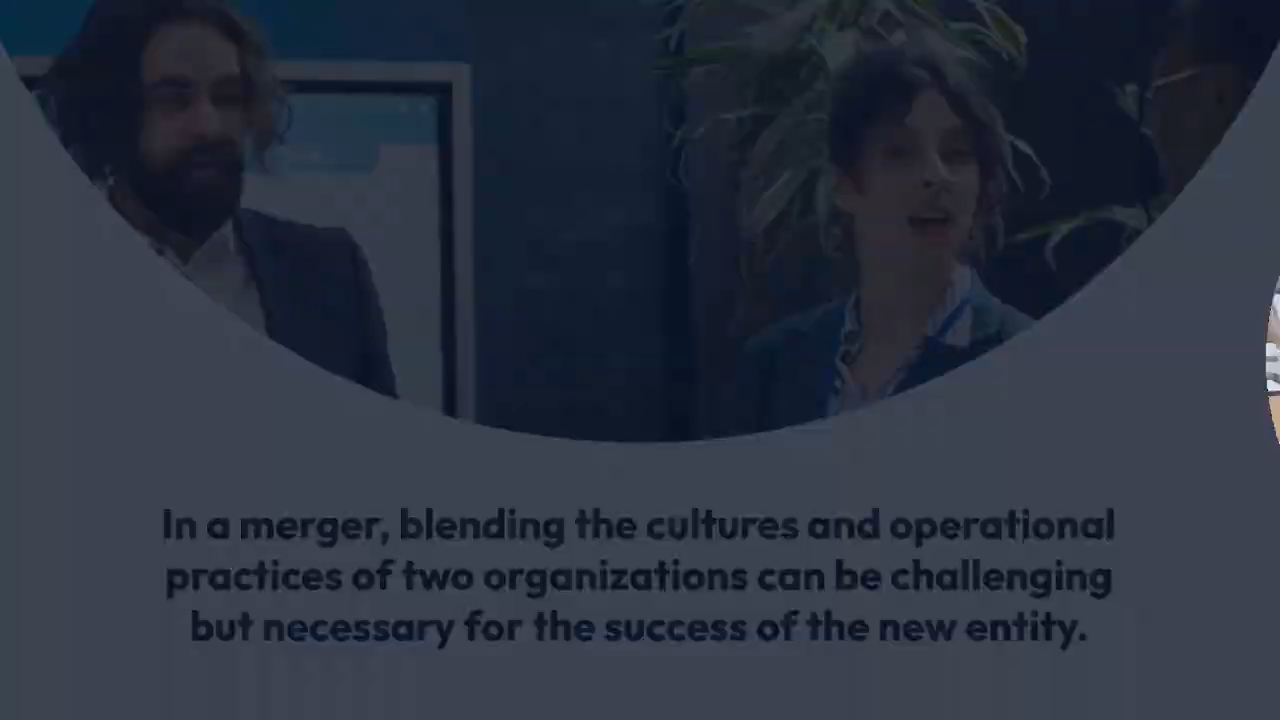 In a merger, blending the cultures and operational
practices of two organizations can be challenging
but necessary for the success of the new entity.